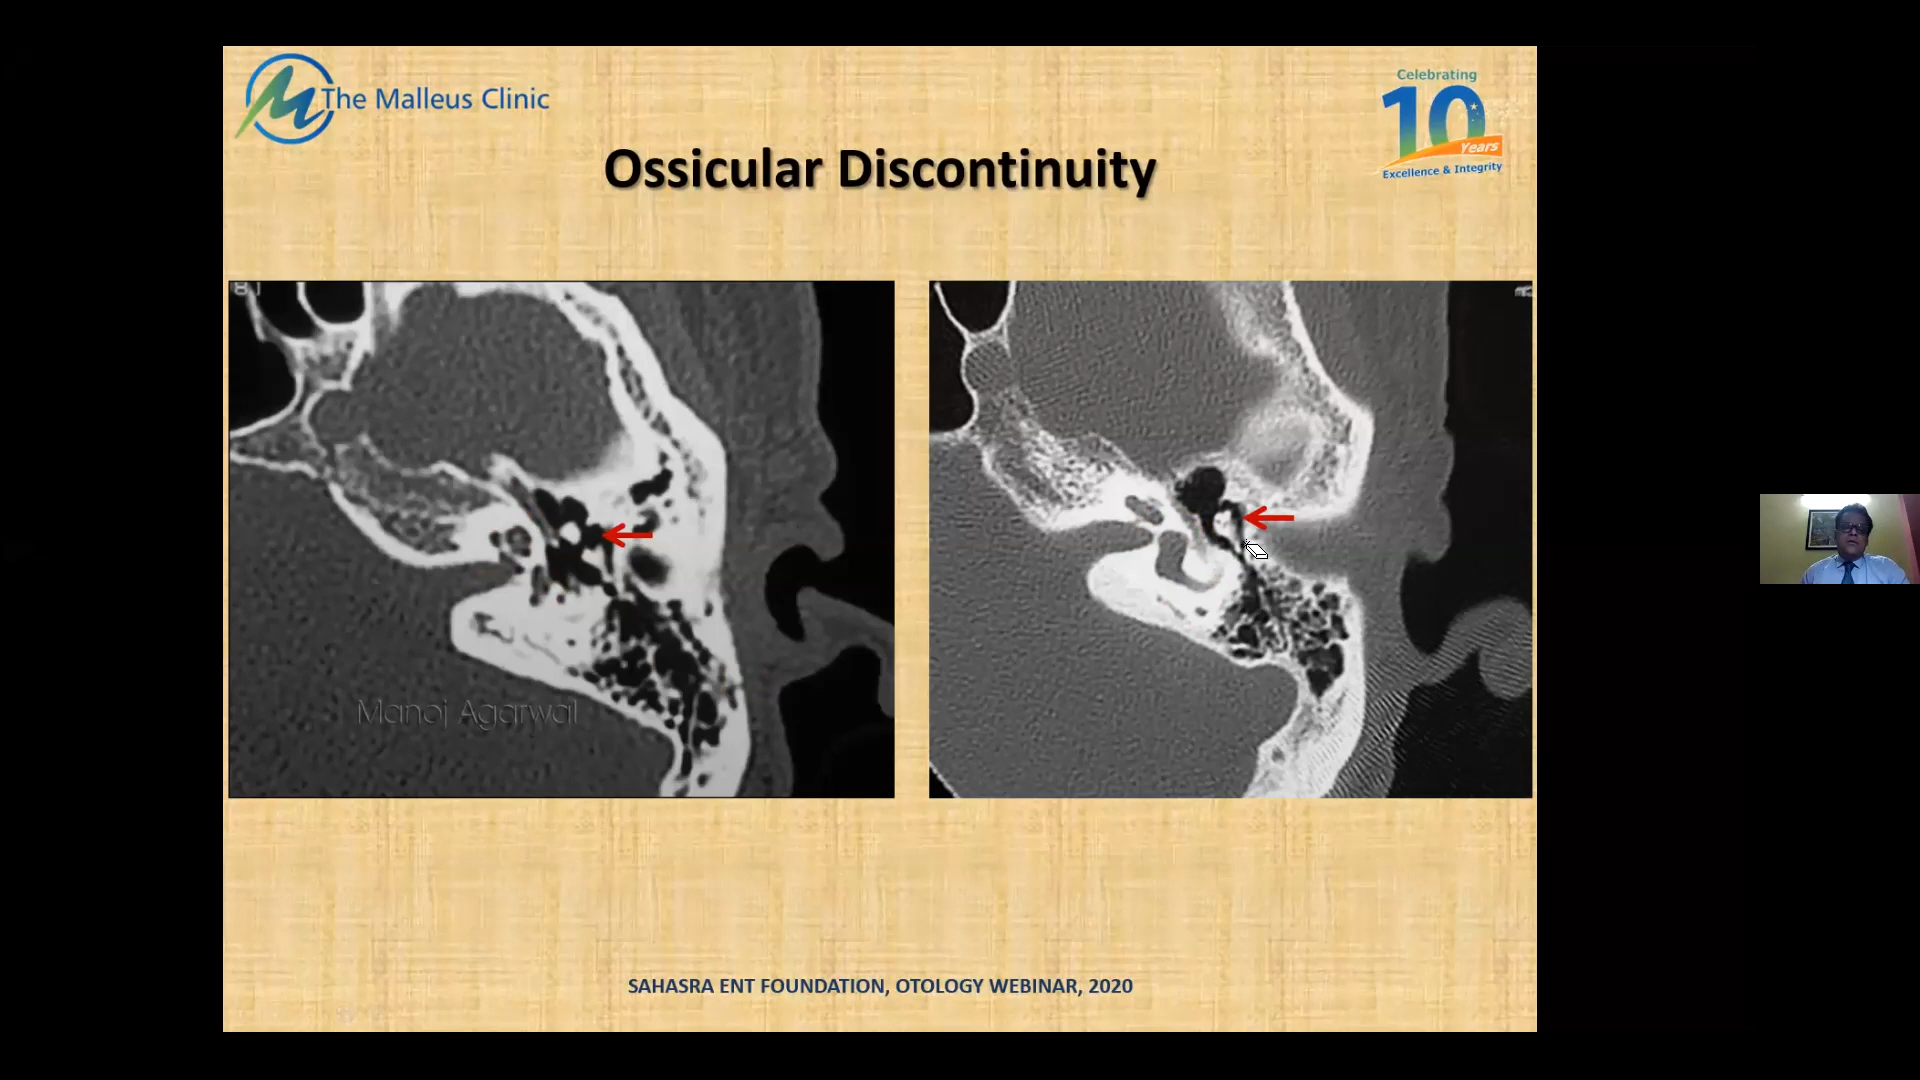 The Malleus Clinic
Celebrating
10
Years
Excellence & Integrity
Ossicular Discontinuity
Manoj Agarwal
SAHASRA ENT FOUNDATION, OTOLOGY WEBINAR, 2020